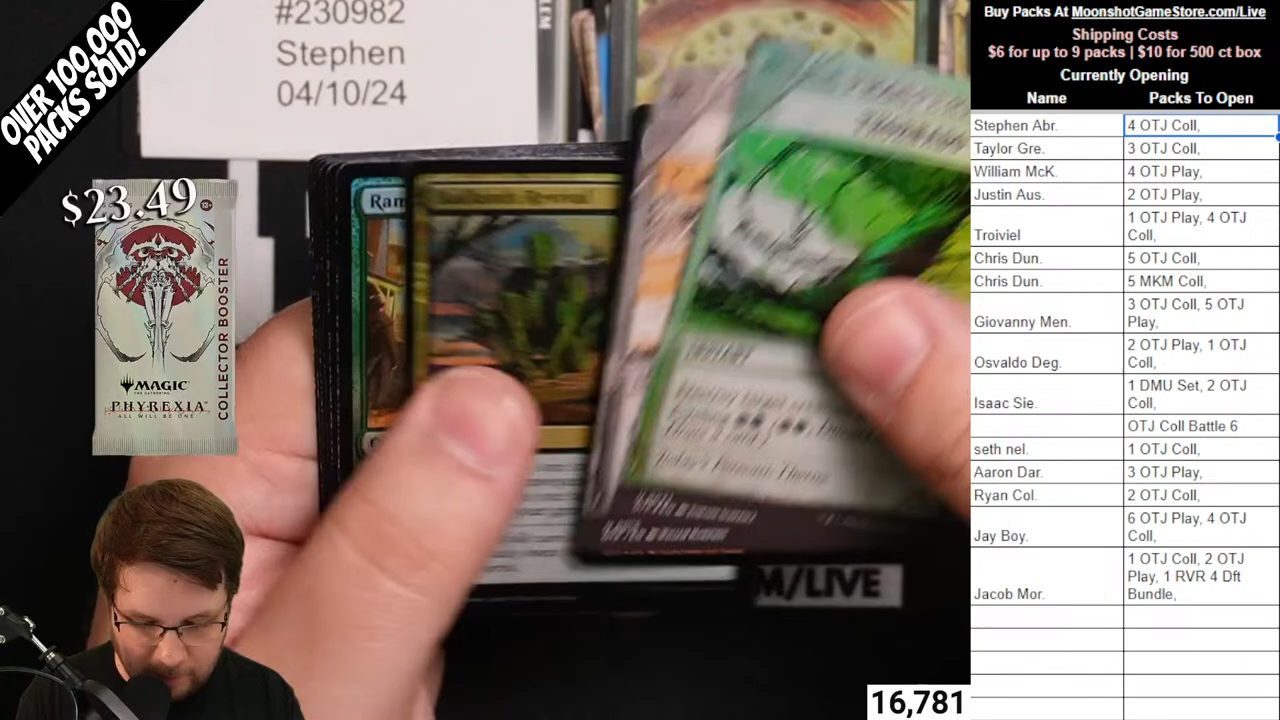 OVER 100,000
PACKS SOLD!
#230982
Stephen
04/10/24
$23.49
COLLECTOR BOOSTER
MAGIC
THE GATHERING
PHYREXIA
ALL WILL BE ONE
Ram
M/LIVE
16,781
Buy Packs At MoonshotGameStore.com/Live
Shipping Costs
$6 for up to 9 packs | $10 for 500 ct box
Currently Opening
Name Packs To Open
Stephen Abr. 4 OTJ Coll,
Taylor Gre. 3 OTJ Coll,
William McK. 4 OTJ Play,
Justin Aus. 2 OTJ Play,
Troiviel 1 OTJ Play, 4 OTJ
Coll,
Chris Dun. 5 OTJ Coll,
Chris Dun. 5 MKM Coll,
Giovanny Men. 3 OTJ Coll, 5 OTJ
Play,
Osvaldo Deg. 2 OTJ Play, 1 OTJ
Coll,
Isaac Sie. 1 DMU Set, 2 OTJ
Coll,
OTJ Coll Battle 6
seth nel. 1 OTJ Coll,
Aaron Dar. 3 OTJ Play,
Ryan Col. 2 OTJ Coll,
Jay Boy. 6 OTJ Play, 4 OTJ
Coll,
Jacob Mor. 1 OTJ Coll, 2 OTJ
Play, 1 RVR 4 Dft
Bundle,